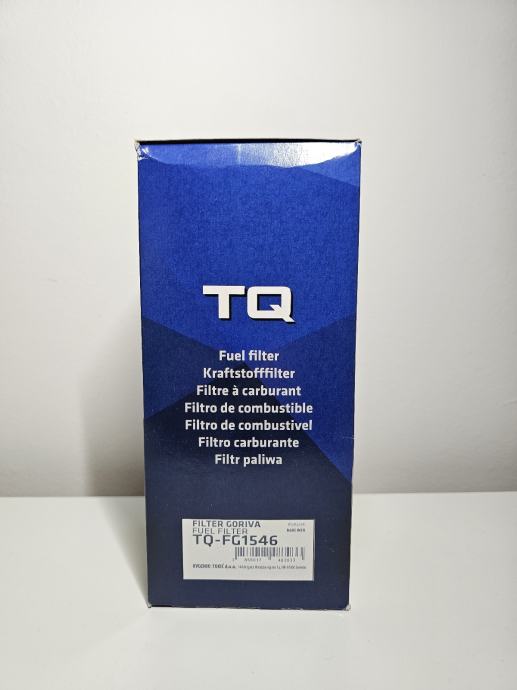 TQ
Fuel filter
Kraftstofffilter
Filtre à carburant
Filtro de combustible
Filtro de combustivel
Filtro carburante
Filtr paliwa
FILTER GORIVA
FUEL FILTER
TQ-FG1546